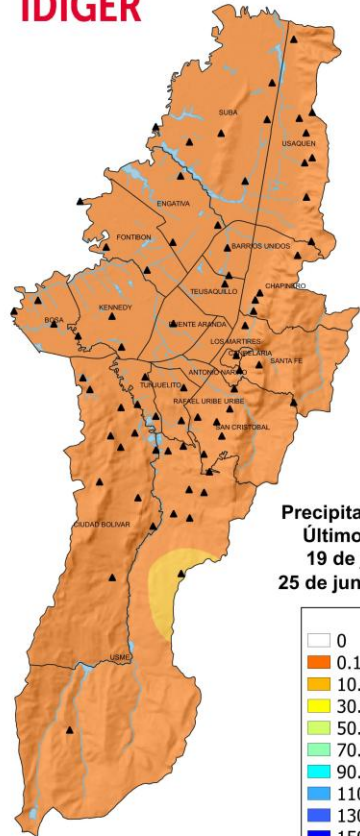 IDIGER
SUBA
USAQUEN
ENGATIVA
FONTIBON
BARRIOS UNIDOS
TEUSAQUILLO
CHAPINERO
BOSA
KENNEDY
PUENTE ARANDA
LOS MARTIRES
CANDELARIA
SANTA FE
ANTONIO NARIÑO
TUNJUELITO
RAFAEL URIBE URIBE
SAN CRISTOBAL
CIUDAD BOLIVAR
USME
Precipita
Último
19 de
25 de jun
0
0.1
10.
30.
50.
70.
90.
110
130